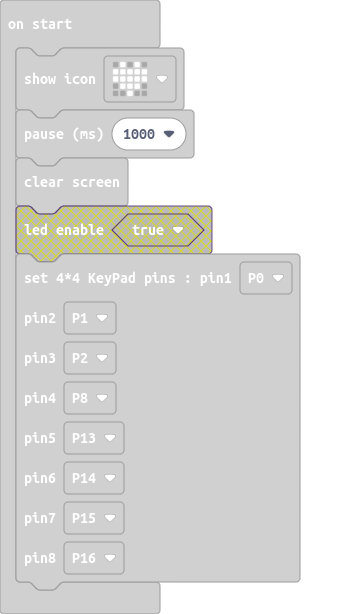 on start
show icon
pause (ms) 1000
clear screen
led enable true
set 4*4 KeyPad pins : pin1 P0
pin2 P1
pin3 P2
pin4 P8
pin5 P13
pin6 P14
pin7 P15
pin8 P16